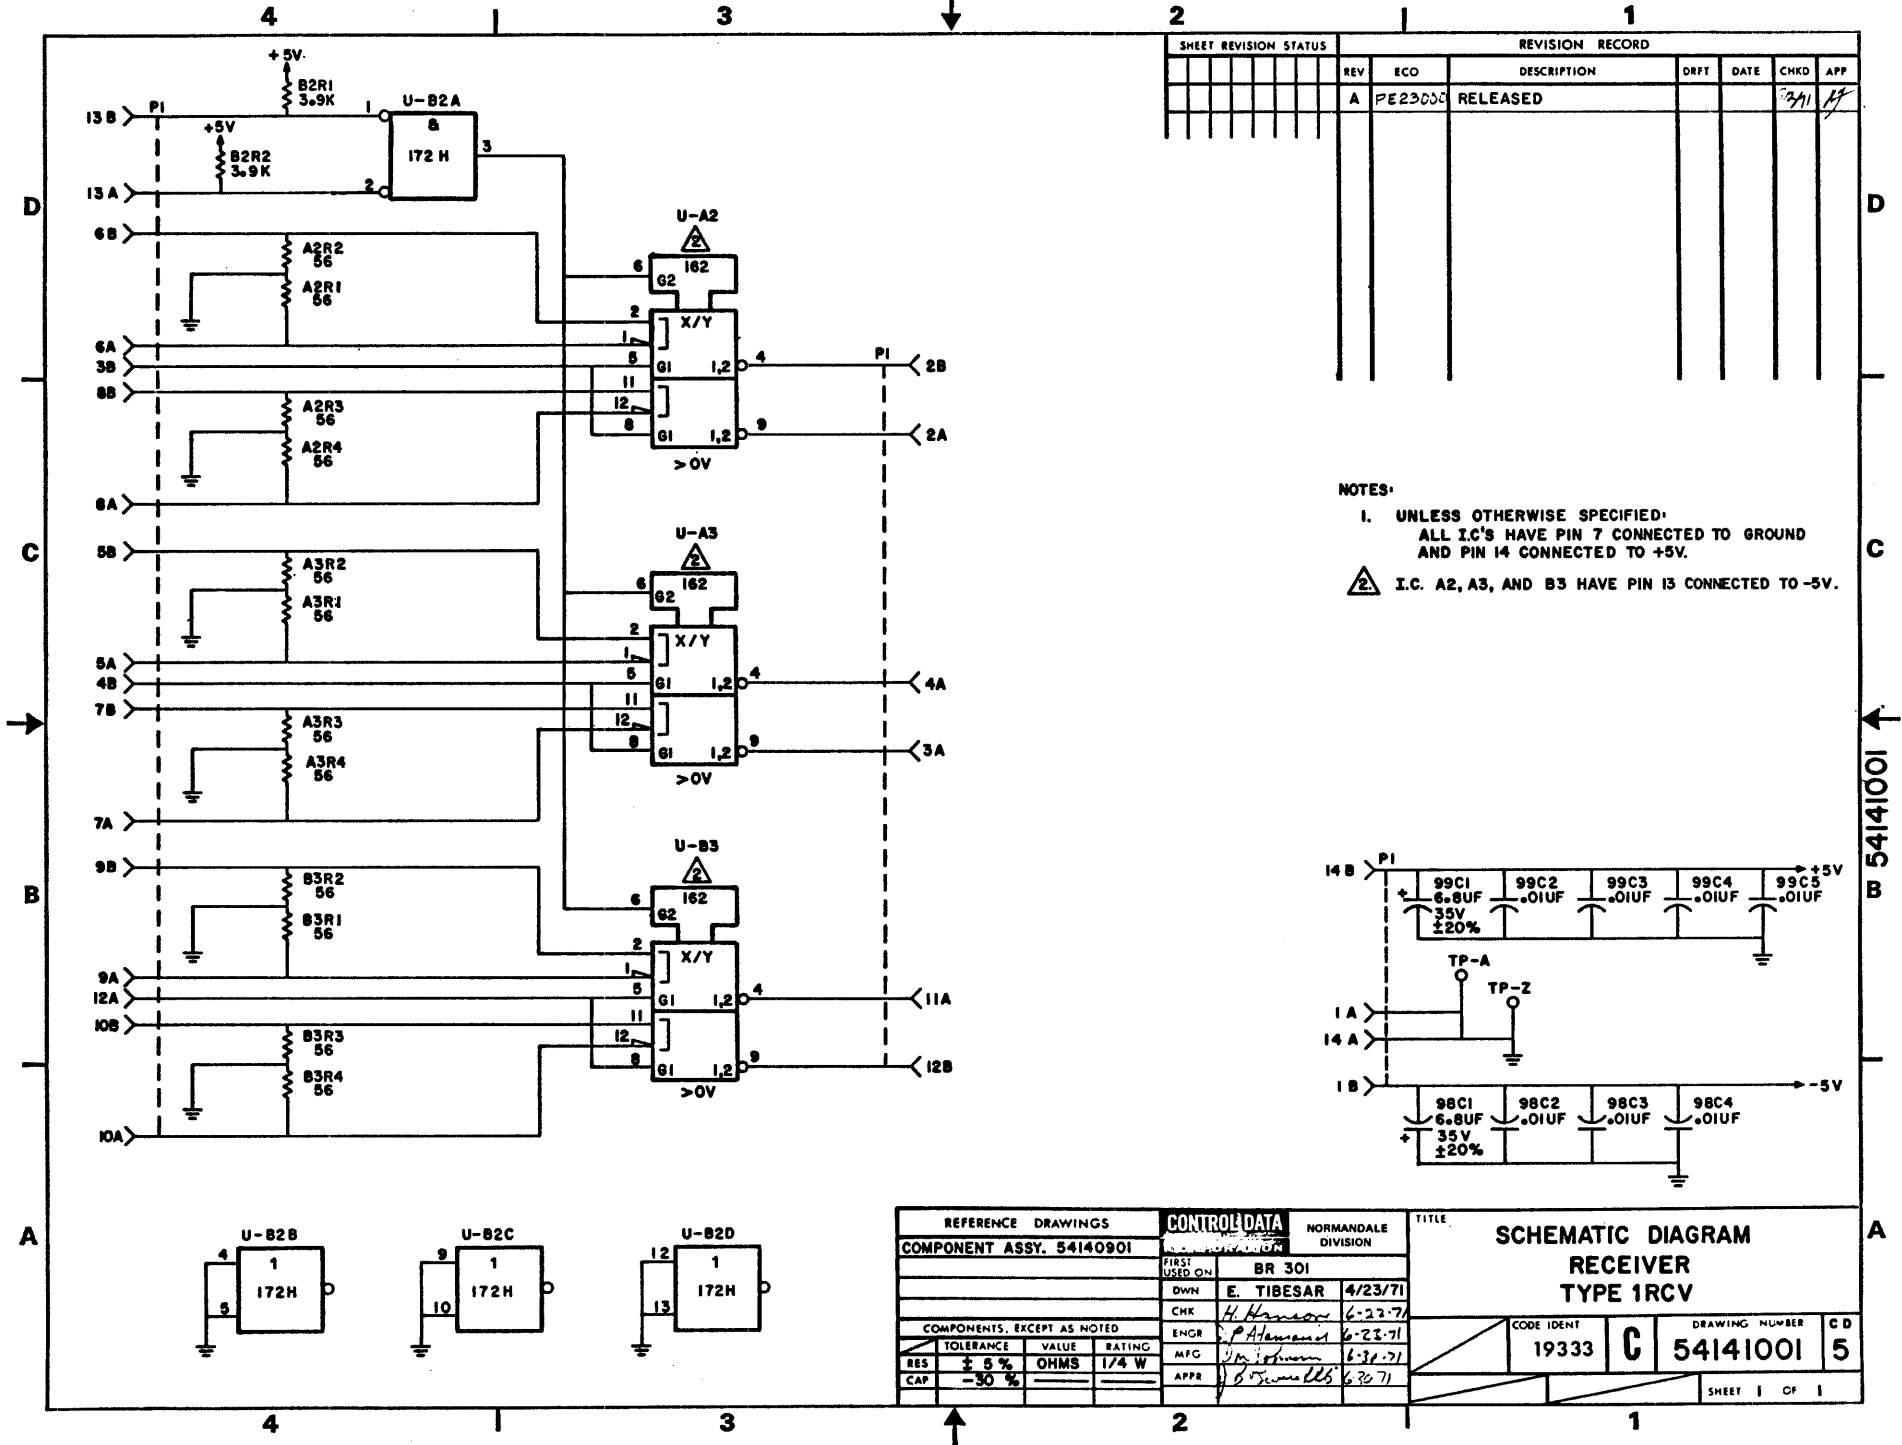 4 3 2 1
SHEET REVISION STATUS
REVISION RECORD
REV ECO DESCRIPTION DRFT DATE CHKD APP
A RELEASED
D
C
B
A
+5V
B2R1
3.9K
13B
P1
1
U-B2A
&
172H
3
+5V
B2R2
3.9K
13A
2
6B
A2R2
56
A2R1
56
6A
3B
8B
A2R3
56
A2R4
56
8A
U-A2
2
162
6
G2
X/Y
2
1
5
G1
1,2
4
11
12
8
G1
1,2
9
>0V
P1
2B
2A
5B
A3R2
56
A3R1
56
5A
4B
7B
A3R3
56
A3R4
56
7A
U-A3
2
162
6
G2
X/Y
2
1
5
G1
1,2
4
11
12
8
G1
1,2
9
>0V
4A
3A
9B
B3R2
56
B3R1
56
9A
12A
10B
B3R3
56
B3R4
56
10A
U-B3
2
162
6
G2
X/Y
2
1
5
G1
1,2
4
11
12
8
G1
1,2
9
>0V
11A
12B
NOTES:
1. UNLESS OTHERWISE SPECIFIED:
ALL I.C'S HAVE PIN 7 CONNECTED TO GROUND
AND PIN 14 CONNECTED TO +5V.
2. I.C. A2, A3, AND B3 HAVE PIN 13 CONNECTED TO -5V.
D
C
54141001
B
A
14B
P1
+5V
+
99C1
6.8UF
35V
±20%
99C2
.01UF
99C3
.01UF
99C4
.01UF
99C5
.01UF
TP-A
TP-Z
1A
14A
1B
-5V
+
98C1
6.8UF
35V
±20%
98C2
.01UF
98C3
.01UF
98C4
.01UF
U-B2B
4
5
1
172H
U-B2C
9
10
1
172H
U-B2D
12
13
1
172H
REFERENCE DRAWINGS
COMPONENT ASSY. 54140901
COMPONENTS, EXCEPT AS NOTED
TOLERANCE VALUE RATING
RES ± 5% OHMS 1/4 W
CAP -30 %
CONTROL DATA
CORPORATION
NORMANDALE
DIVISION
FIRST
USED ON
BR 301
DWN E. TIBESAR 4/23/71
CHK 6-23-71
ENGR 6-23-71
MFG
APPR
TITLE
SCHEMATIC DIAGRAM
RECEIVER
TYPE 1RCV
CODE IDENT
19333
C
DRAWING NUMBER
54141001
CD
5
SHEET 1 OF 1
4 3 2 1